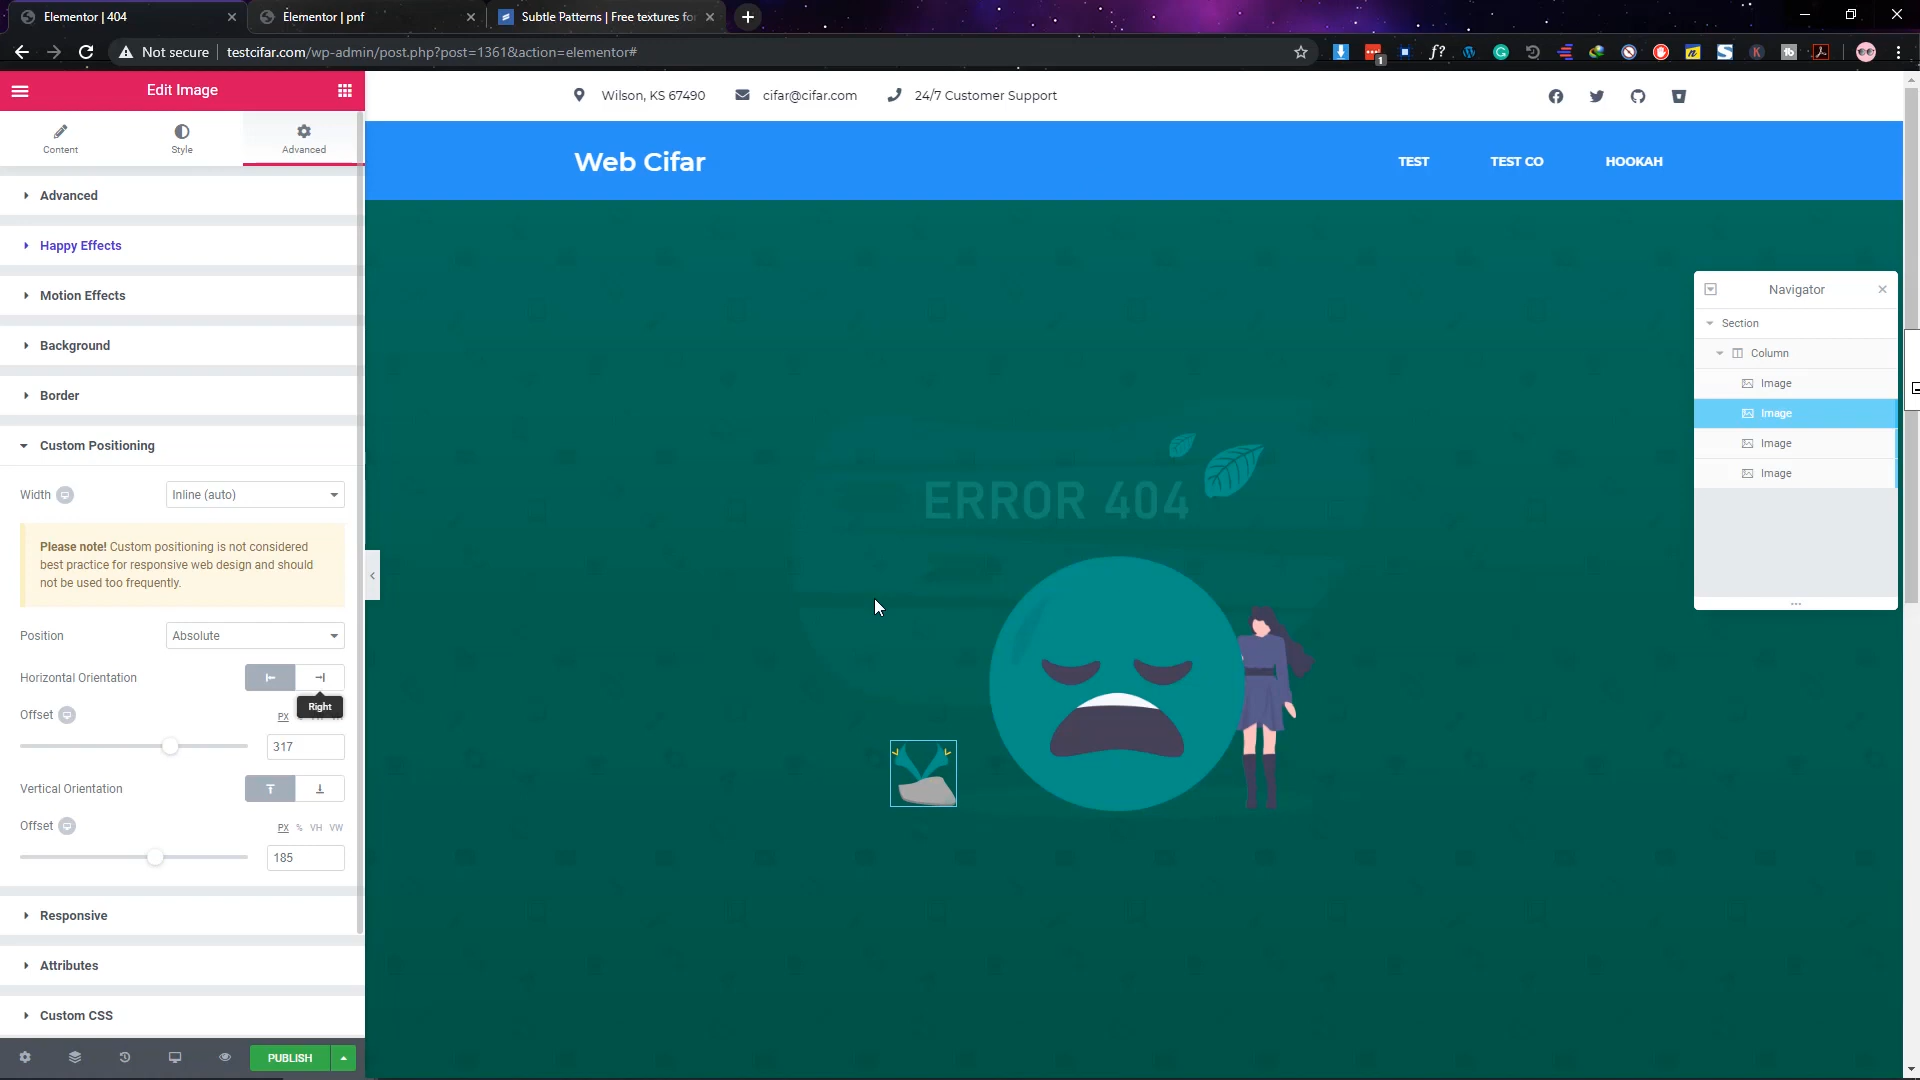 Elementor | 404
Elementor | pnf
Subtle Patterns | Free textures for
Not secure
testcifar.com/wp-admin/post.php?post=1361&action=elementor#
1
Edit Image
Content
Style
Advanced
Advanced
Happy Effects
Motion Effects
Background
Border
Custom Positioning
Width
Inline (auto)
Please note! Custom positioning is not considered
best practice for responsive web design and should
not be used too frequently.
Position
Absolute
Horizontal Orientation
Right
Offset
PX
317
Vertical Orientation
Offset
PX % VH VW
185
Responsive
Attributes
Custom CSS
PUBLISH
Wilson, KS 67490
cifar@cifar.com
24/7 Customer Support
Web Cifar
TEST
TEST CO
HOOKAH
ERROR 404
Navigator
Section
Column
Image
Image
Image
Image